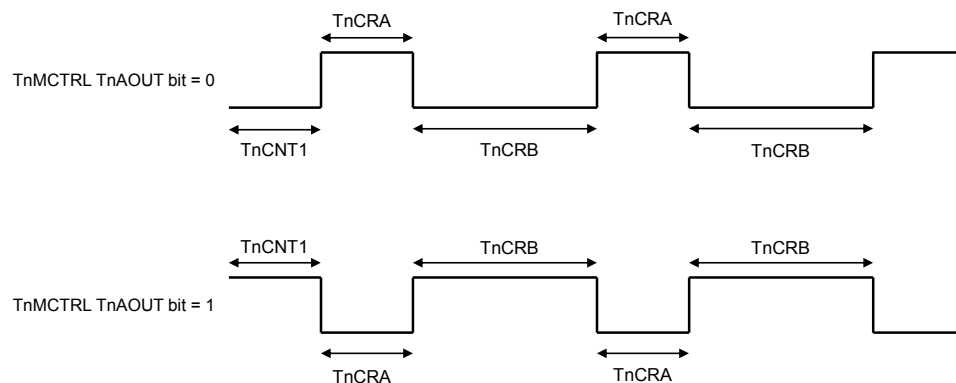 TnCRA TnCRA
TnMCTRL TnAOUT bit = 0
TnCNT1 TnCRB TnCRB
TnCNT1 TnCRB TnCRB
TnMCTRL TnAOUT bit = 1
TnCRA TnCRA